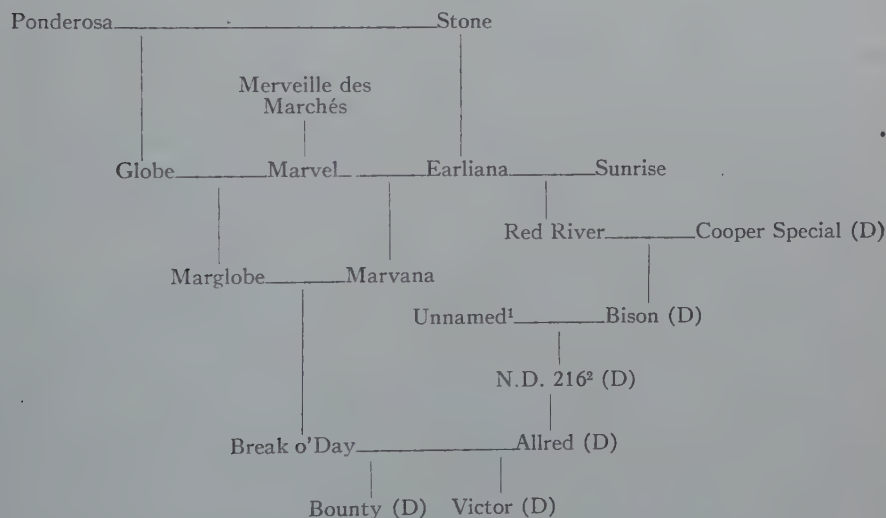 Ponderosa Stone
Merveille des
Marchés
Globe Marvel Earliana Sunrise
Red River Cooper Special (D)
Marglobe Marvana
Unnamed¹ Bison (D)
N.D. 216² (D)
Break o'Day Allred (D)
Bounty (D) Victor (D)